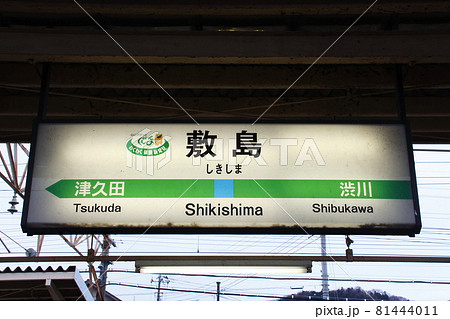 敷島
しきしま
津久田 渋川
Tsukuda Shikishima Shibukawa
PIXTA
pixta.jp - 81444011